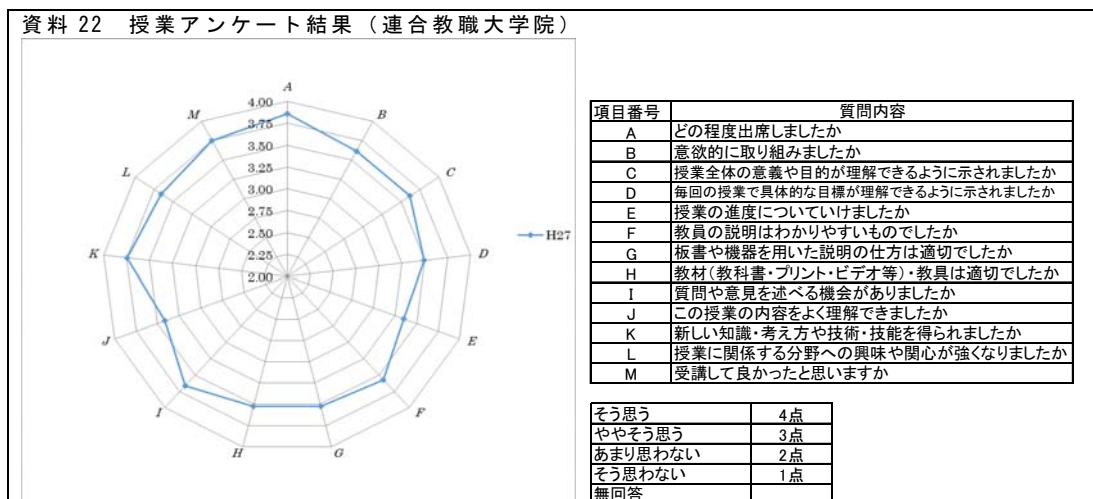 資料 22 授業アンケート結果（連合教職大学院）
A
B
C
D
E
F
G
H
I
J
K
L
M
4.00
3.75
3.50
3.25
3.00
2.75
2.50
2.25
2.00
H27
項目番号 質問内容
A どの程度出席しましたか
B 意欲的に取り組みましたか
C 授業全体の意義や目的が理解できるように示されましたか
D 毎回の授業で具体的な目標が理解できるように示されましたか
E 授業の進度についていけましたか
F 教員の説明はわかりやすいものでしたか
G 板書や機器を用いた説明の仕方は適切でしたか
H 教材（教科書・プリント・ビデオ等）・教具は適切でしたか
I 質問や意見を述べる機会がありましたか
J この授業の内容をよく理解できましたか
K 新しい知識・考え方や技術・技能を得られましたか
L 授業に関係する分野への興味や関心が強くなりましたか
M 受講して良かったと思いますか
そう思う 4点
ややそう思う 3点
あまり思わない 2点
そう思わない 1点
無回答